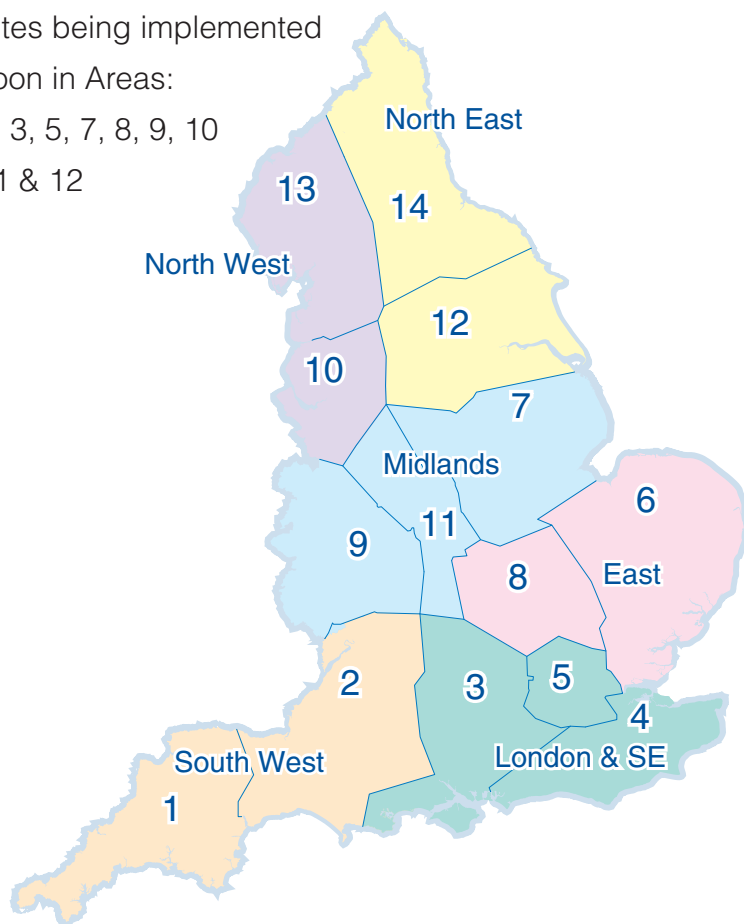 tes being implemented
oon in Areas:
3, 5, 7, 8, 9, 10
1 & 12
North East
13
14
North West
12
10
7
Midlands
6
11
9
8
East
2
3
5
4
South West
London & SE
1